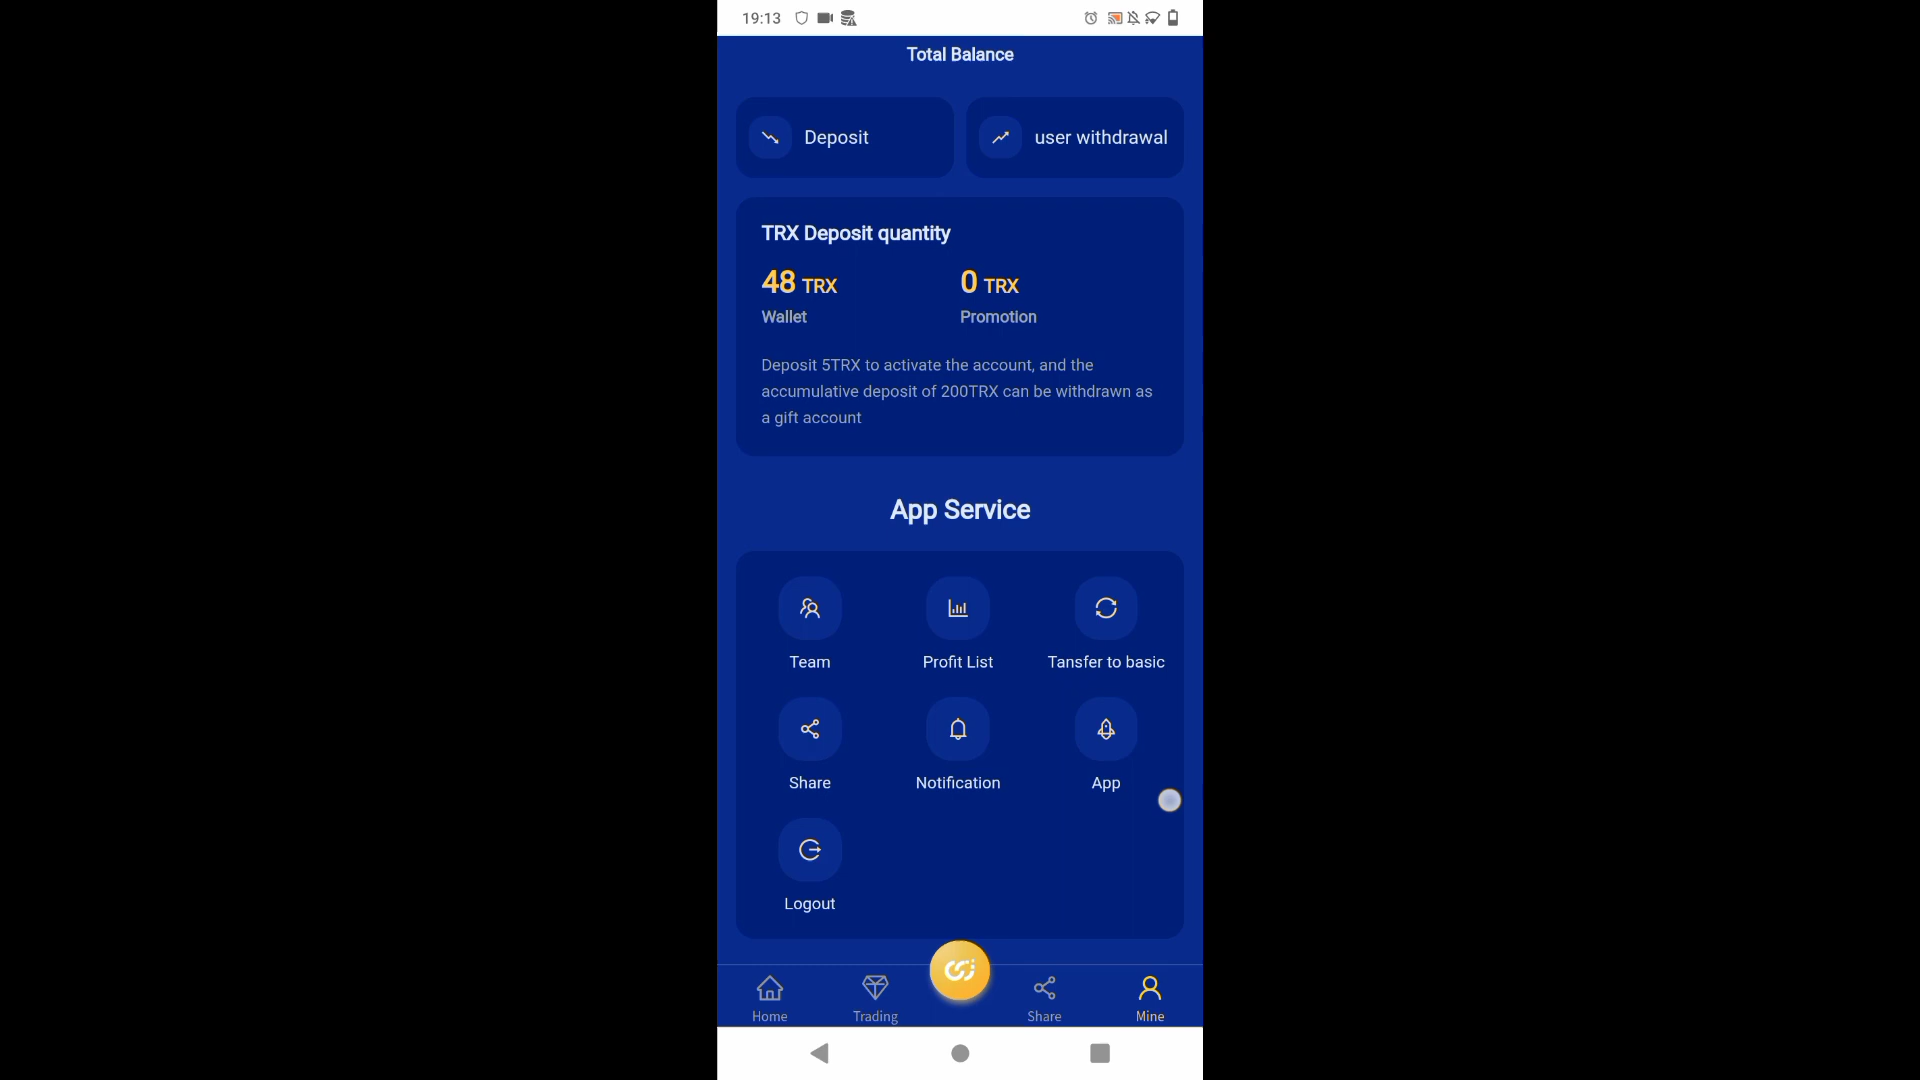 19:13
Total Balance
Deposit
user withdrawal
TRX Deposit quantity
48 TRX
0 TRX
Wallet
Promotion
Deposit 5TRX to activate the account, and the
accumulative deposit of 200TRX can be withdrawn as
a gift account
App Service
Team
Profit List
Tansfer to basic
Share
Notification
App
Logout
Home
Trading
Share
Mine